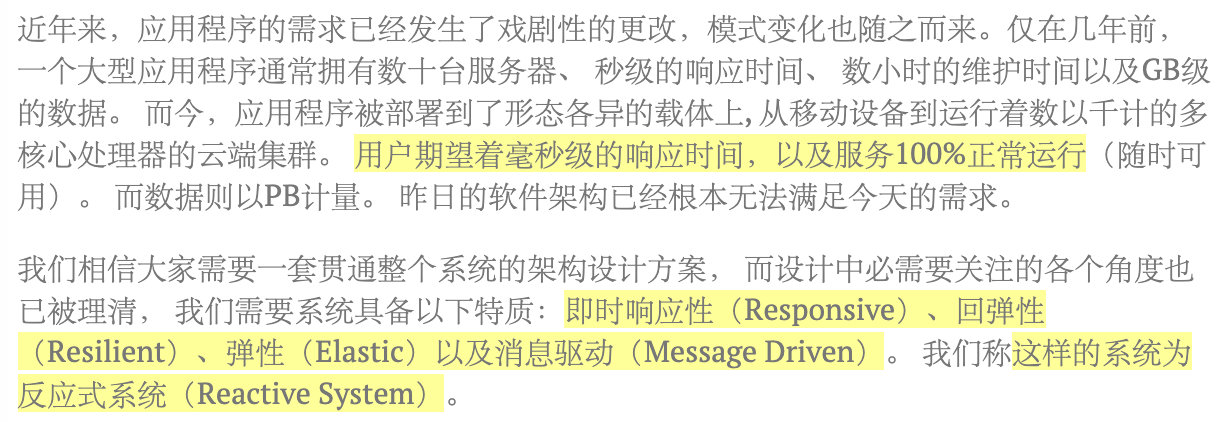 近年来，应用程序的需求已经发生了戏剧性的更改，模式变化也随之而来。仅在几年前，
一个大型应用程序通常拥有数十台服务器、 秒级的响应时间、 数小时的维护时间以及GB级
的数据。 而今，应用程序被部署到了形态各异的载体上, 从移动设备到运行着数以千计的多
核心处理器的云端集群。 用户期望着毫秒级的响应时间，以及服务100%正常运行（随时可
用）。 而数据则以PB计量。 昨日的软件架构已经根本无法满足今天的需求。
我们相信大家需要一套贯通整个系统的架构设计方案， 而设计中必需要关注的各个角度也
已被理清， 我们需要系统具备以下特质：即时响应性（Responsive）、回弹性
（Resilient）、弹性（Elastic）以及消息驱动（Message Driven）。 我们称这样的系统为
反应式系统（Reactive System）。